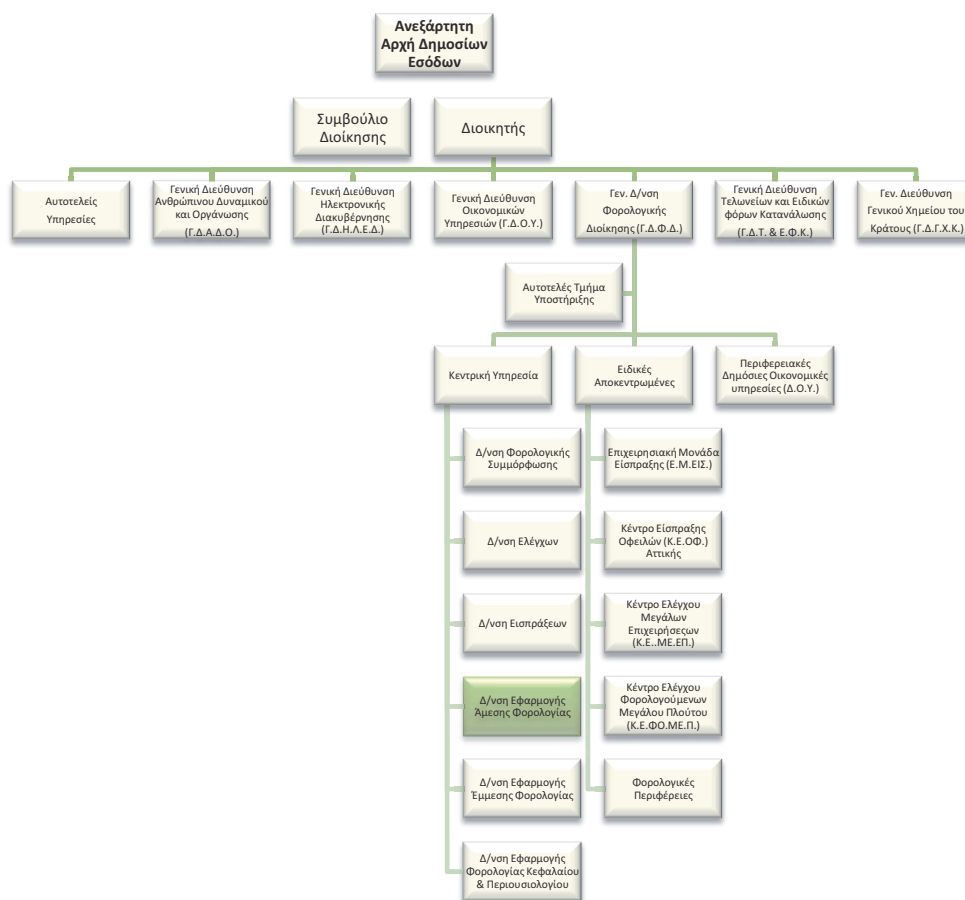 Ανεξάρτητη
Αρχή Δημοσίων
Εσόδων
Συμβούλιο
Διοίκησης
Διοικητής
Αυτοτελείς
Υπηρεσίες
Γενική Διεύθυνση
Ανθρώπινου Δυναμικού
και Οργάνωσης
(Γ.Δ.Α.Δ.Ο.)
Γενική Διεύθυνση
Ηλεκτρονικής
Διακυβέρνησης
(Γ.Δ.Η.Λ.Ε.Δ.)
Γενική Διεύθυνση
Οικονομικών
Υπηρεσιών (Γ.Δ.Ο.Υ.)
Γεν. Δ/νση
Φορολογικής
Διοίκησης (Γ.Δ.Φ.Δ.)
Γενική Διεύθυνση
Τελωνείων και Ειδικών
φόρων Κατανάλωσης
(Γ.Δ.Τ. & Ε.Φ.Κ.)
Γεν. Διεύθυνση
Γενικού Χημείου του
Κράτους (Γ.Δ.Γ.Χ.Κ.)
Αυτοτελές Τμήμα
Υποστήριξης
Κεντρική Υπηρεσία
Ειδικές
Αποκεντρωμένες
Περιφερειακές
Δημόσιες Οικονομικές
υπηρεσίες (Δ.Ο.Υ.)
Δ/νση Φορολογικής
Συμμόρφωσης
Δ/νση Ελέγχων
Δ/νση Εισπράξεων
Δ/νση Εφαρμογής
Άμεσης Φορολογίας
Δ/νση Εφαρμογής
Έμμεσης Φορολογίας
Δ/νση Εφαρμογής
Φορολογίας Κεφαλαίου
& Περιουσιολογίου
Επιχειρησιακή Μονάδα
Είσπραξης (Ε.Μ.ΕΙΣ.)
Κέντρο Είσπραξης
Οφειλών (Κ.Ε.ΟΦ.)
Αττικής
Κέντρο Ελέγχου
Μεγάλων
Επιχειρήσεςων
(Κ.Ε..ΜΕ.ΕΠ.)
Κέντρο Ελέγχου
Φορολογούμενων
Μεγάλου Πλούτου
(Κ.Ε.ΦΟ.ΜΕ.Π.)
Φορολογικές
Περιφέρειες